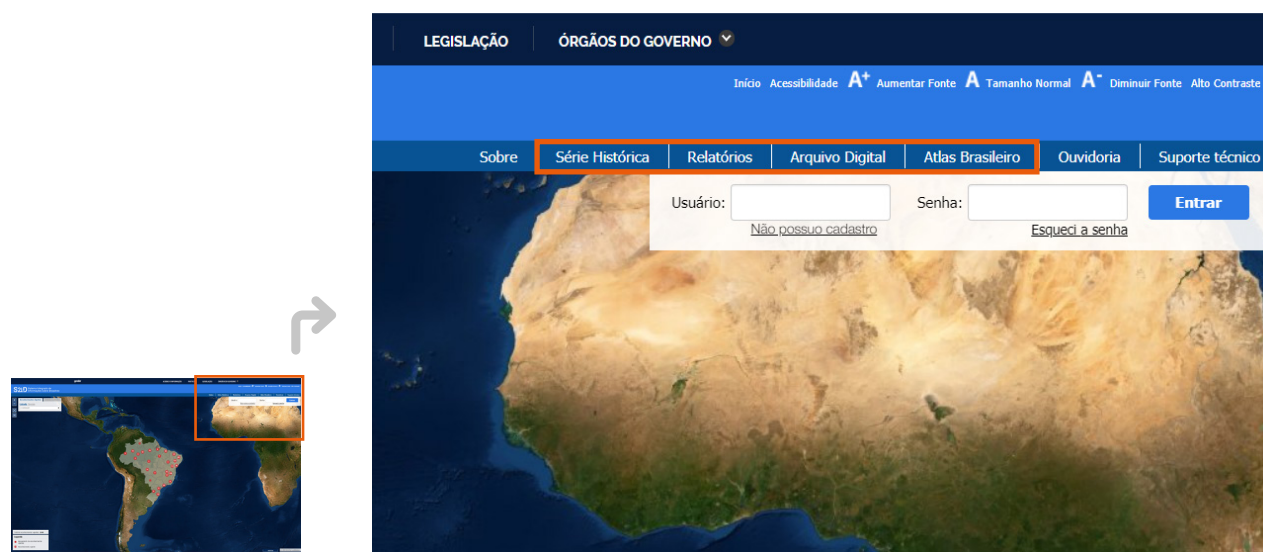 LEGISLAÇÃO ÓRGÃOS DO GOVERNO
Início Acessibilidade A+ Aumentar Fonte A Tamanho Normal A- Diminuir Fonte Alto Contraste
Sobre Série Histórica Relatórios Arquivo Digital Atlas Brasileiro Ouvidoria Suporte técnico
Usuário: Senha: Entrar
Não possuo cadastro Esqueci a senha
S2iD